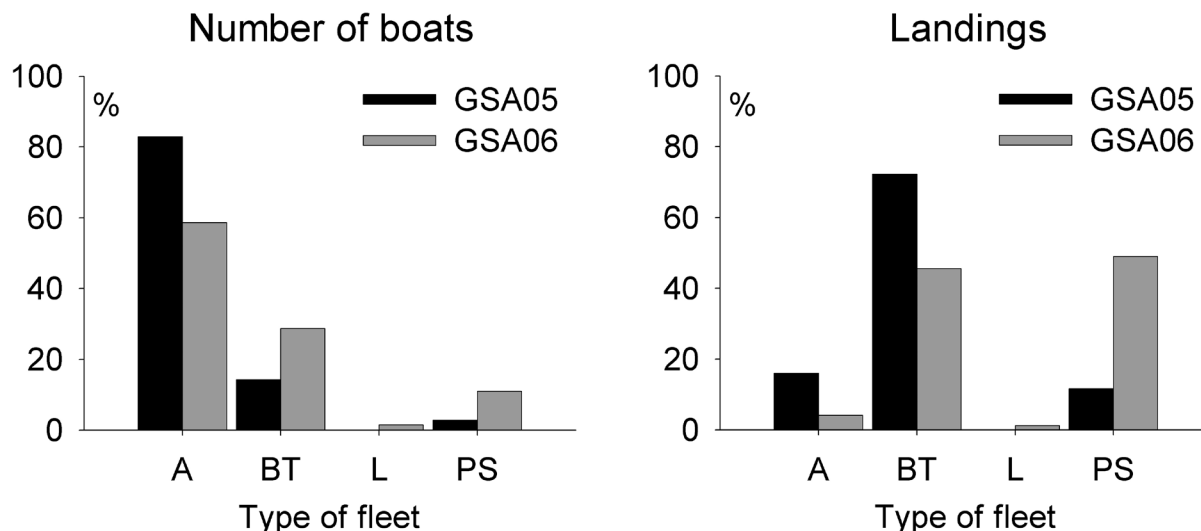 Number of boats
100
80
60
40
20
0
%
GSA05
GSA06
A BT L PS
Type of fleet
Landings
100
80
60
40
20
0
%
GSA05
GSA06
A BT L PS
Type of fleet